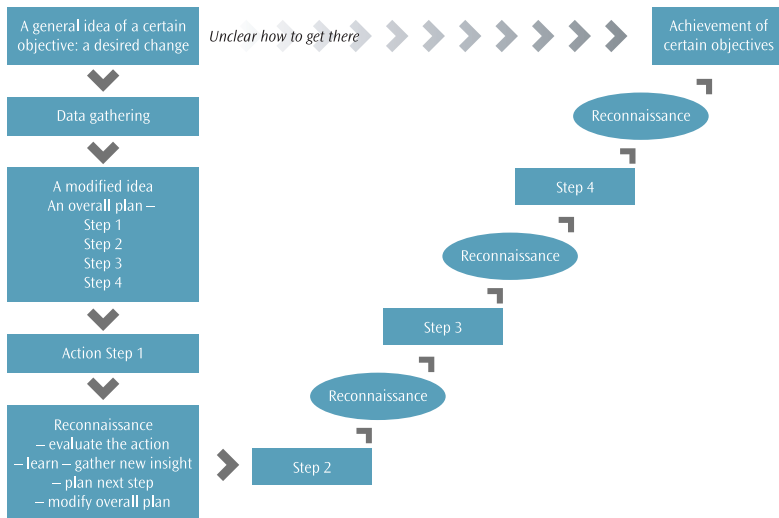 A general idea of a certain
objective: a desired change
Unclear how to get there
Achievement of
certain objectives
Data gathering
A modified idea
An overall plan –
Step 1
Step 2
Step 3
Step 4
Action Step 1
Reconnaissance
– evaluate the action
– learn – gather new insight
– plan next step
– modify overall plan
Step 2
Reconnaissance
Step 3
Reconnaissance
Step 4
Reconnaissance